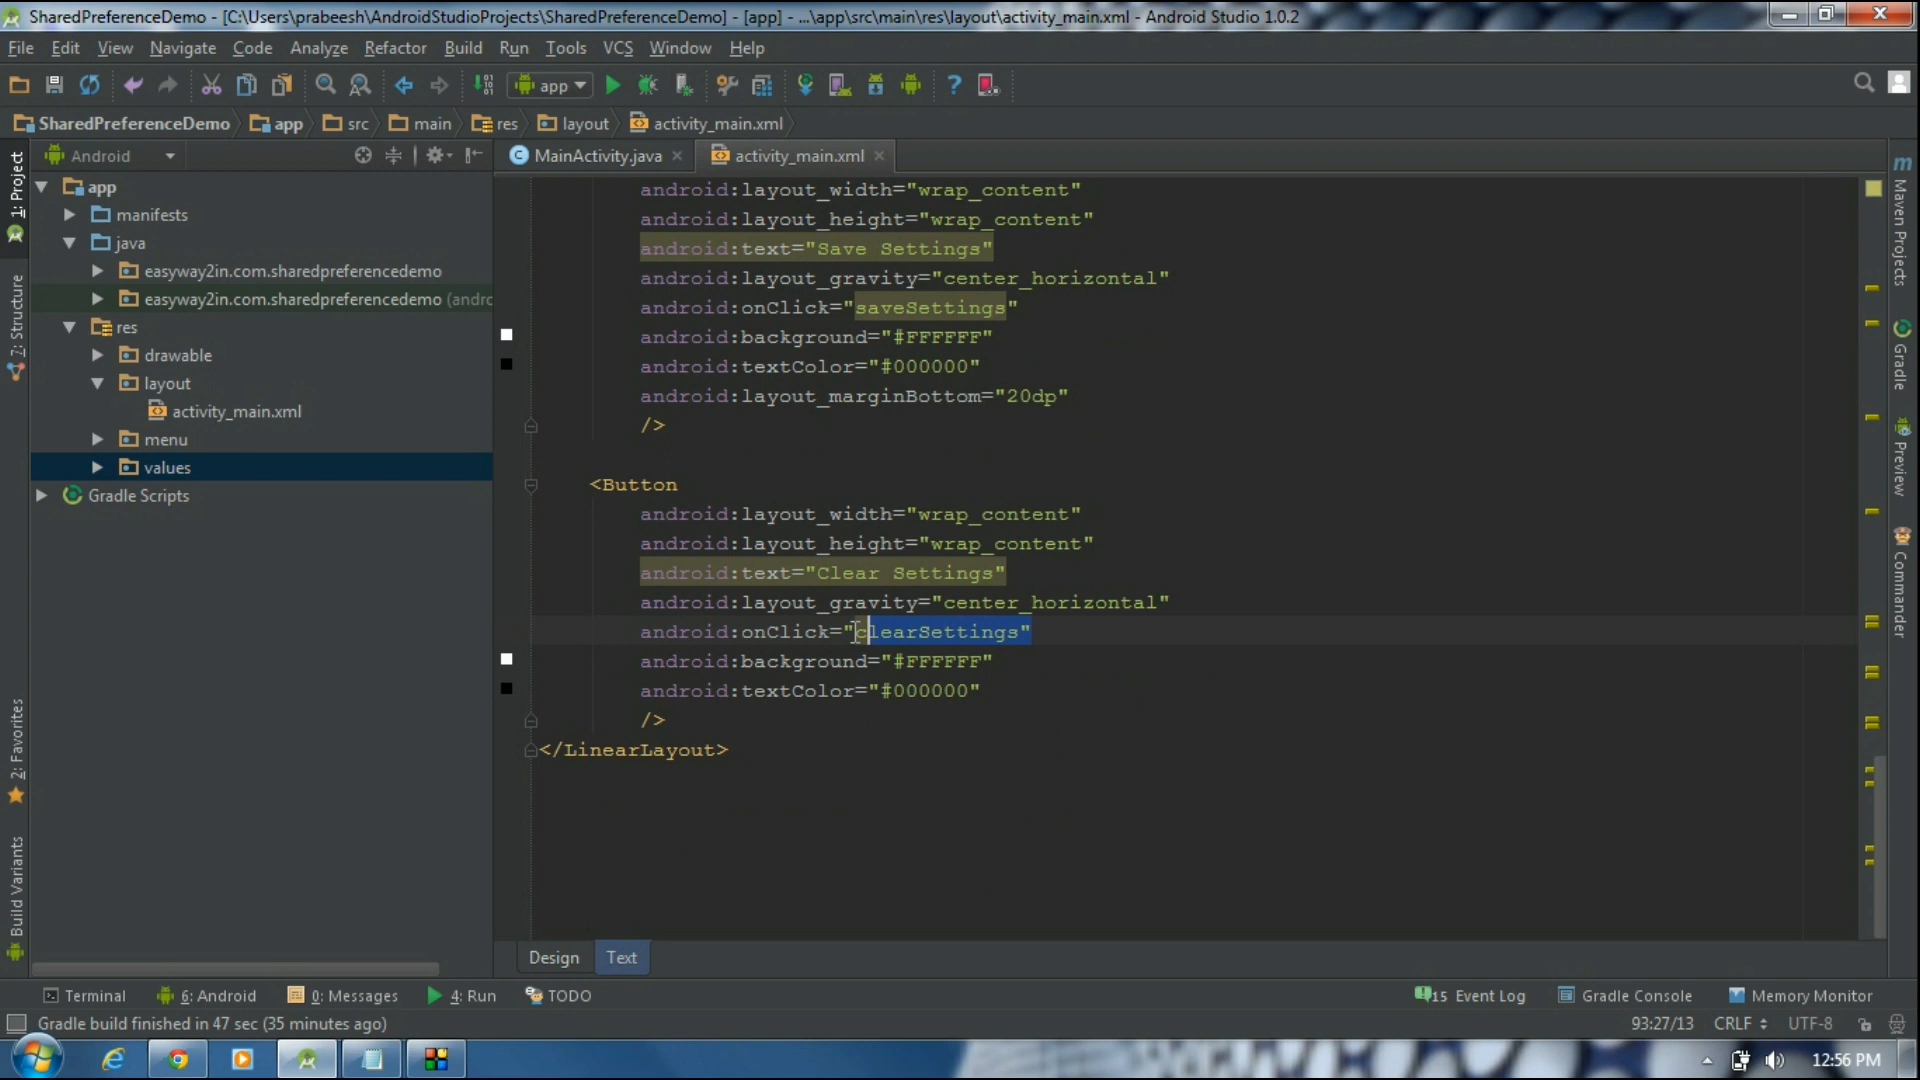 SharedPreferenceDemo - [C:\Users\prabeesh\AndroidStudioProjects\SharedPreferenceDemo] - [app] - ...\app\src\main\res\layout\activity_main.xml - Android Studio 1.0.2
File Edit View Navigate Code Analyze Refactor Build Run Tools VCS Window Help
app
SharedPreferenceDemo app src main res layout activity_main.xml
Android
MainActivity.java activity_main.xml
1: Project
7: Structure
2: Favorites
Build Variants
app
manifests
java
easyway2in.com.sharedpreferencedemo
easyway2in.com.sharedpreferencedemo (andro
res
drawable
layout
activity_main.xml
menu
values
Gradle Scripts
android:layout_width="wrap_content"
android:layout_height="wrap_content"
android:text="Save Settings"
android:layout_gravity="center_horizontal"
android:onClick="saveSettings"
android:background="#FFFFFF"
android:textColor="#000000"
android:layout_marginBottom="20dp"
/>
<Button
android:layout_width="wrap_content"
android:layout_height="wrap_content"
android:text="Clear Settings"
android:layout_gravity="center_horizontal"
android:onClick="clearSettings"
android:background="#FFFFFF"
android:textColor="#000000"
/>
</LinearLayout>
Maven Projects
Gradle
Preview
Commander
Design Text
Terminal 6: Android 0: Messages 4: Run TODO 15 Event Log Gradle Console Memory Monitor
Gradle build finished in 47 sec (35 minutes ago) 93:27/13 CRLF UTF-8
12:56 PM